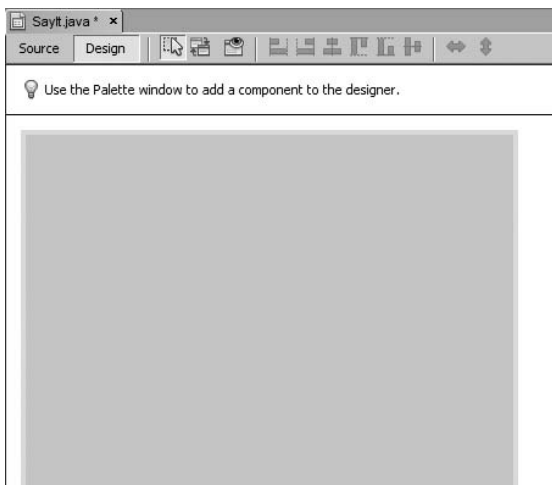 SayIt.java *
Source Design
Use the Palette window to add a component to the designer.